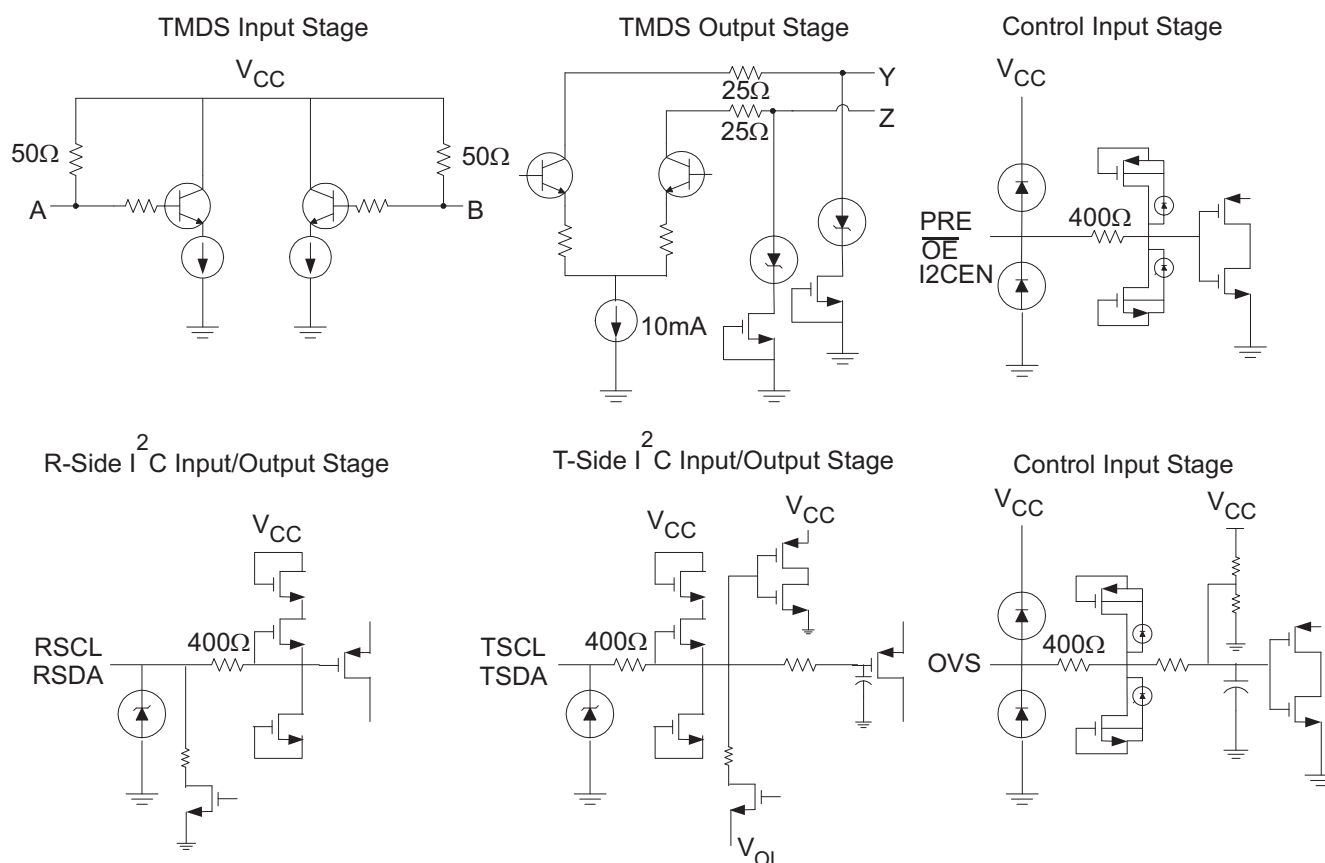 TMDS Input Stage
TMDS Output Stage
Control Input Stage
VCC
50Ω
50Ω
A
B
25Ω
25Ω
Y
Z
10mA
VCC
400Ω
PRE
OE
I2CEN
R-Side I2C Input/Output Stage
T-Side I2C Input/Output Stage
Control Input Stage
VCC
400Ω
RSCL
RSDA
VCC
VCC
400Ω
TSCL
TSDA
VOL
VCC
VCC
400Ω
OVS